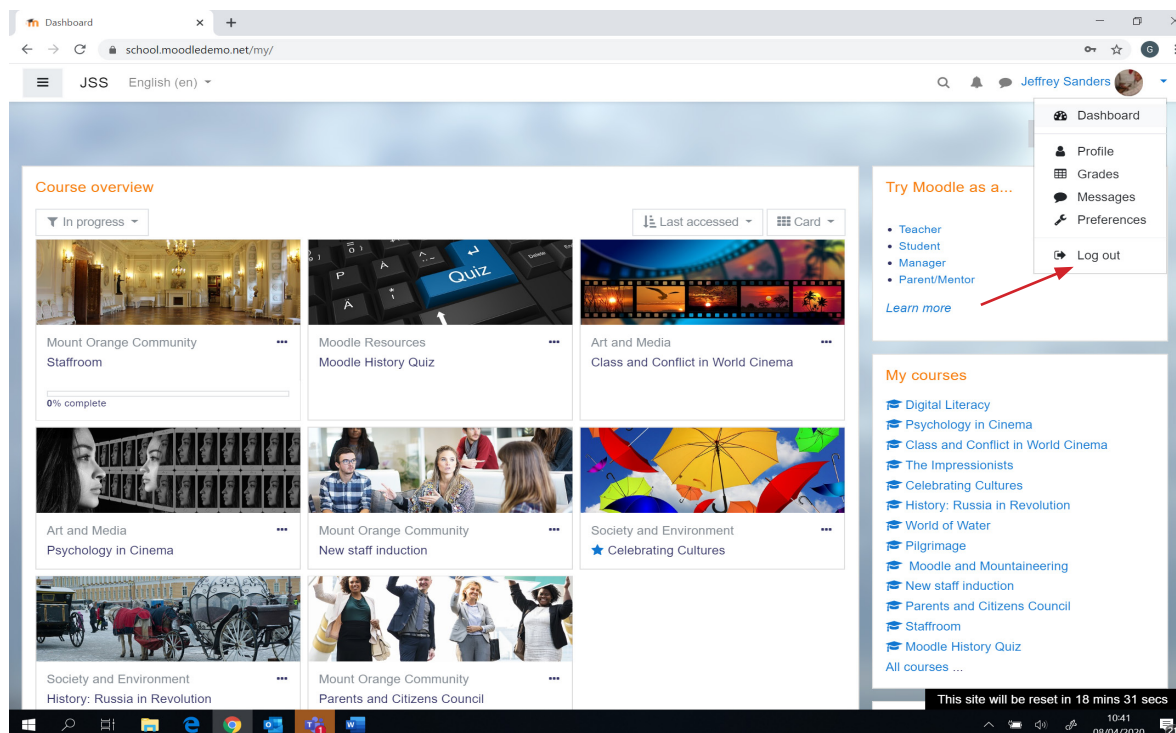 Dashboard
school.moodledemo.net/my/
G
JSS English (en)
Jeffrey Sanders
Dashboard
Profile
Grades
Messages
Preferences
Log out
Course overview
In progress
Last accessed
Card
Quiz
Mount Orange Community
Staffroom
0% complete
Moodle Resources
Moodle History Quiz
Art and Media
Class and Conflict in World Cinema
Art and Media
Psychology in Cinema
Mount Orange Community
New staff induction
Society and Environment
Celebrating Cultures
Society and Environment
History: Russia in Revolution
Mount Orange Community
Parents and Citizens Council
Try Moodle as a...
Teacher
Student
Manager
Parent/Mentor
Learn more
My courses
Digital Literacy
Psychology in Cinema
Class and Conflict in World Cinema
The Impressionists
Celebrating Cultures
History: Russia in Revolution
World of Water
Pilgrimage
Moodle and Mountaineering
New staff induction
Parents and Citizens Council
Staffroom
Moodle History Quiz
All courses ...
This site will be reset in 18 mins 31 secs
10:41
08/04/2020